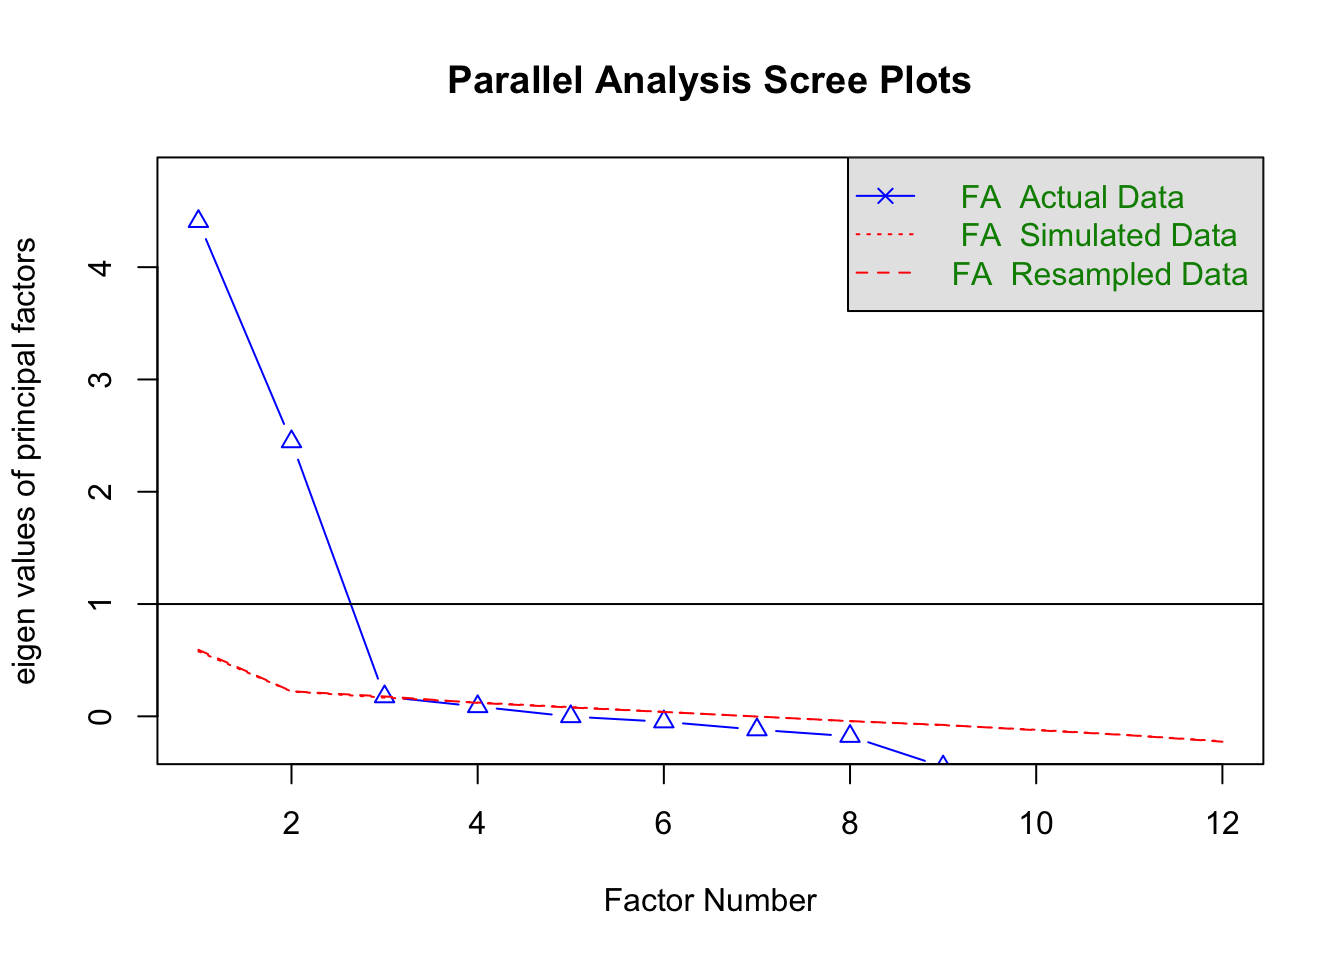 Parallel Analysis Scree Plots
FA Actual Data
FA Simulated Data
FA Resampled Data
eigen values of principal factors
4
3
2
1
0
2
4
6
8
10
12
Factor Number